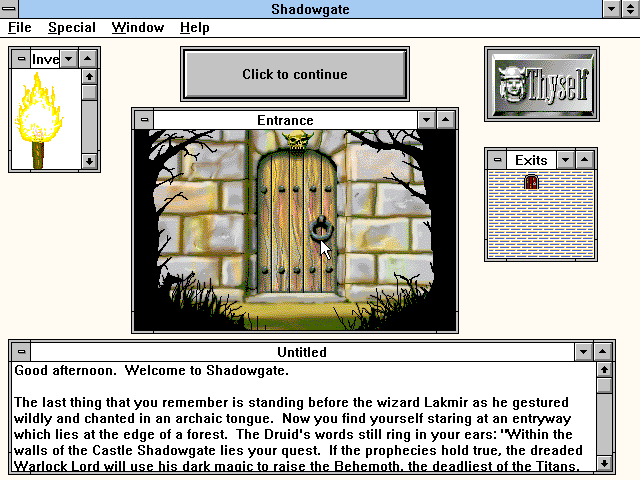 Shadowgate
File Special Window Help
Inve
Click to continue
Thyself
Entrance
Exits
Untitled
Good afternoon. Welcome to Shadowgate.
The last thing that you remember is standing before the wizard Lakmir as he gestured
wildly and chanted in an archaic tongue. Now you find yourself staring at an entryway
which lies at the edge of a forest. The Druid's words still ring in your ears: "Within the
walls of the Castle Shadowgate lies your quest. If the prophecies hold true, the dreaded
Warlock Lord will use his dark magic to raise the Behemoth, the deadliest of the Titans.